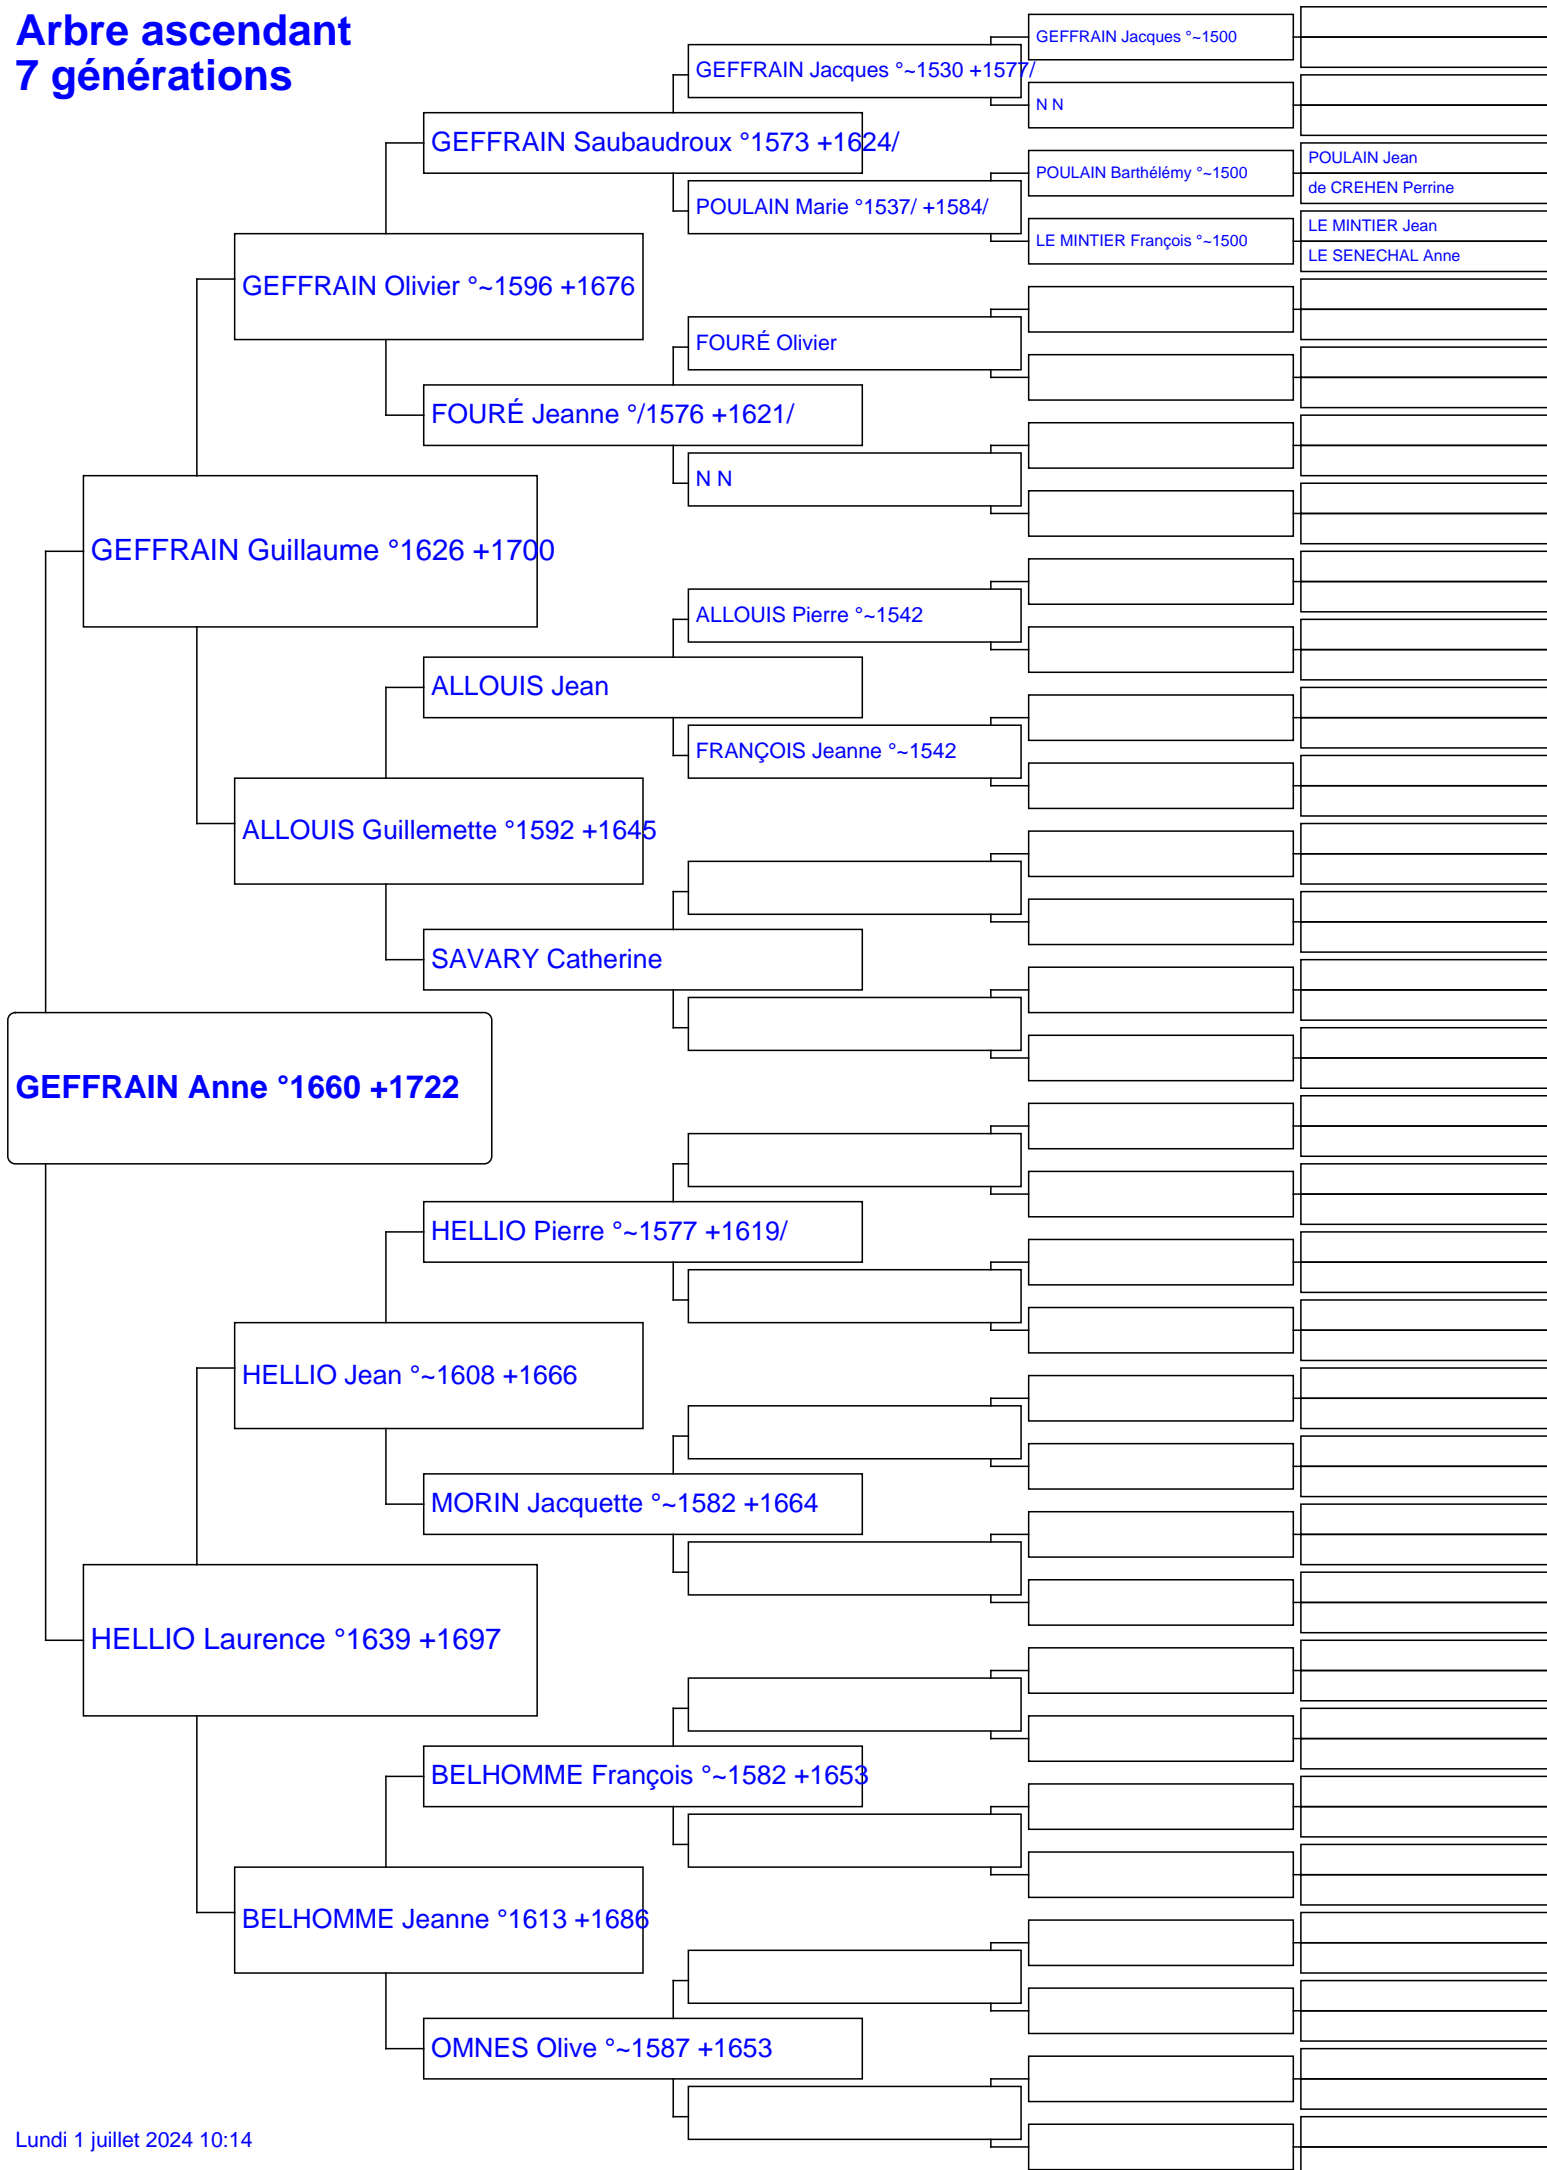 Arbre ascendant
7 générations
GEFFRAIN Jacques °~1500
GEFFRAIN Jacques °~1530 +1577/
N N
GEFFRAIN Saubaudroux °1573 +1624/
POULAIN Jean
POULAIN Barthélémy °~1500
de CREHEN Perrine
POULAIN Marie °1537/ +1584/
LE MINTIER Jean
LE MINTIER François °~1500
LE SENECHAL Anne
GEFFRAIN Olivier °~1596 +1676
FOURÉ Olivier
FOURÉ Jeanne °/1576 +1621/
N N
GEFFRAIN Guillaume °1626 +1700
ALLOUIS Pierre °~1542
ALLOUIS Jean
FRANÇOIS Jeanne °~1542
ALLOUIS Guillemette °1592 +1645
SAVARY Catherine
GEFFRAIN Anne °1660 +1722
HELLIO Pierre °~1577 +1619/
HELLIO Jean °~1608 +1666
MORIN Jacquette °~1582 +1664
HELLIO Laurence °1639 +1697
BELHOMME François °~1582 +1653
BELHOMME Jeanne °1613 +1686
OMNES Olive °~1587 +1653
Lundi 1 juillet 2024 10:14